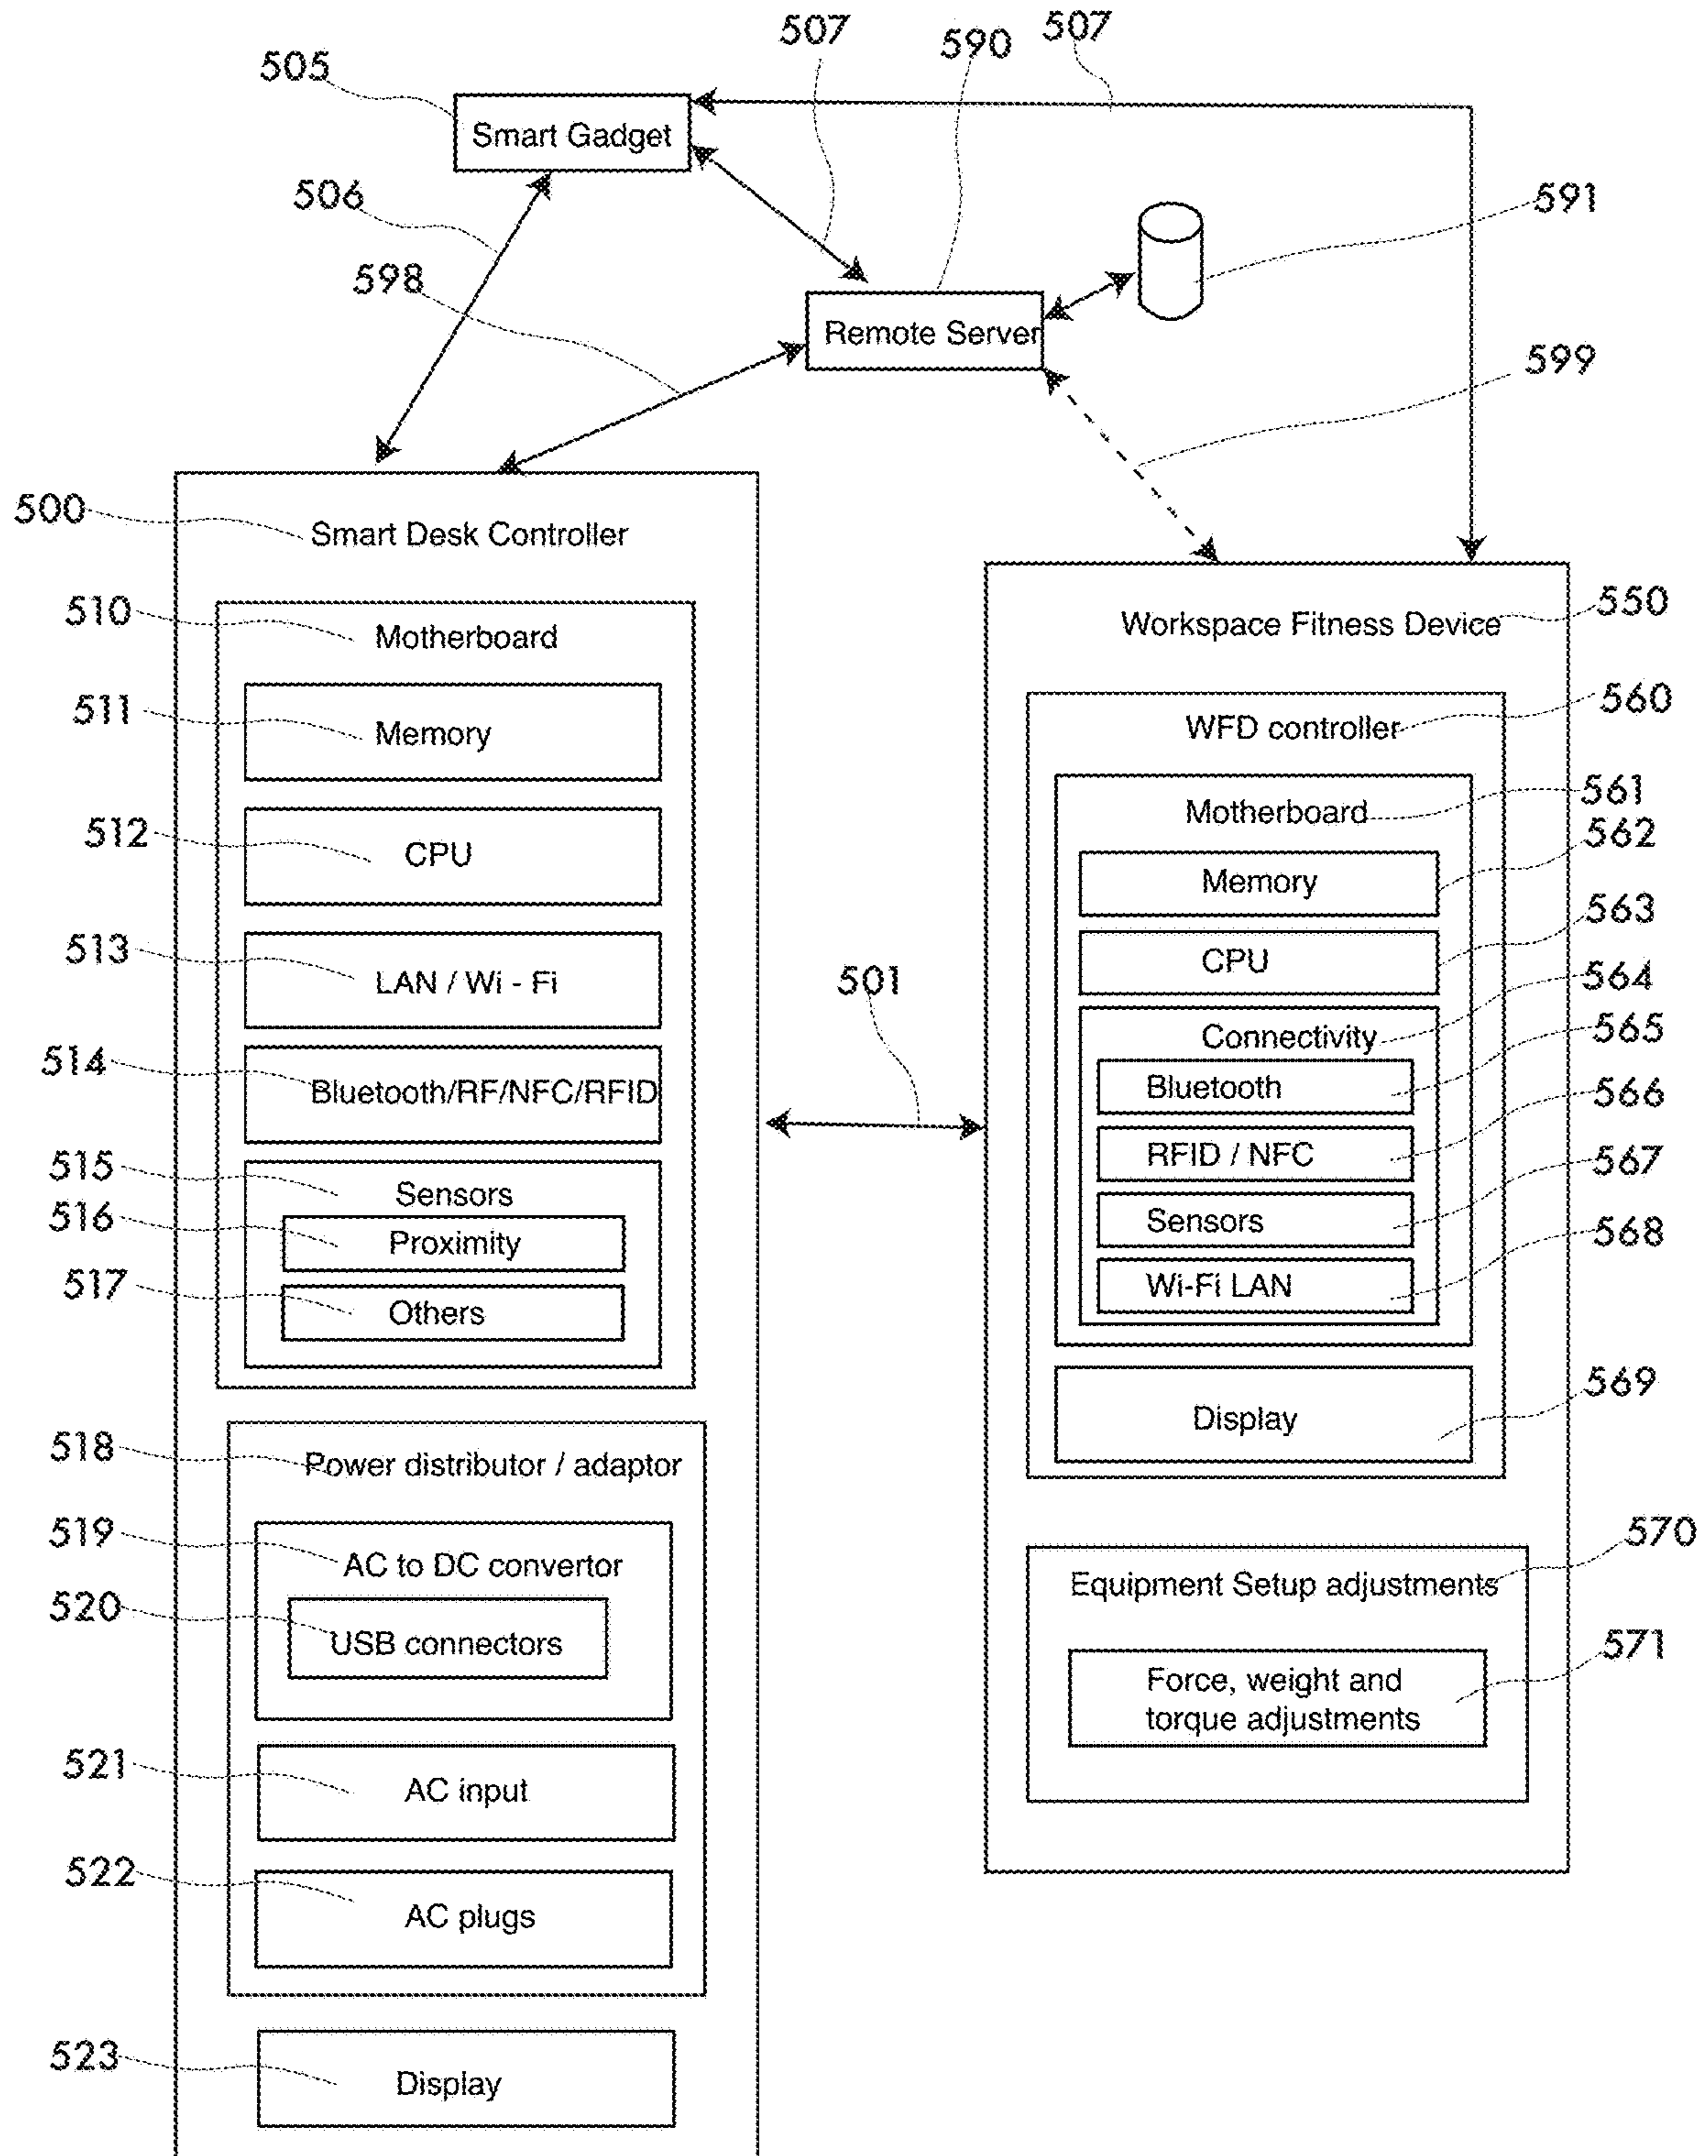 507
590
507
505
Smart Gadget
506
591
598
Remote Server
599
500
Smart Desk Controller
510
Motherboard
511
Memory
512
CPU
513
LAN / Wi - Fi
514
Bluetooth/RF/NFC/RFID
515
Sensors
516
Proximity
517
Others
518
Power distributor / adaptor
519
AC to DC convertor
520
USB connectors
521
AC input
522
AC plugs
523
Display
501
550
Workspace Fitness Device
560
WFD controller
561
Motherboard
562
Memory
563
CPU
564
Connectivity
565
Bluetooth
566
RFID / NFC
567
Sensors
568
Wi-Fi LAN
569
Display
570
Equipment Setup adjustments
571
Force, weight and
torque adjustments